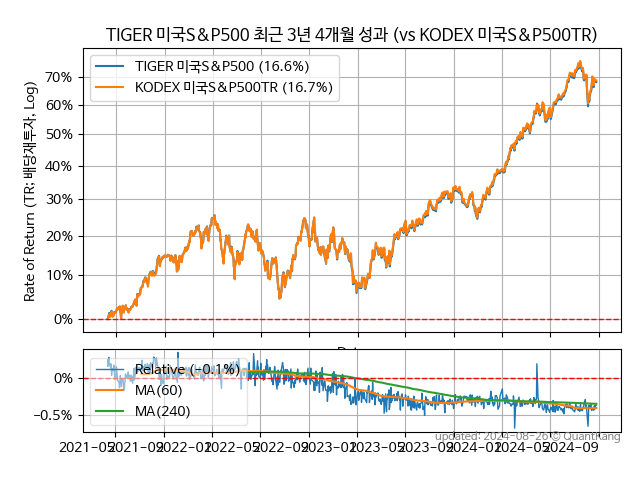 TIGER 미국S&P500 최근 3년 4개월 성과 (vs KODEX 미국S&P500TR)
Rate of Return (TR: 배당재투자, Log)
70%
60%
50%
40%
30%
20%
10%
0%
TIGER 미국S&P500 (16.6%)
KODEX 미국S&P500TR (16.7%)
0%
−0.5%
Relative (−0.1%)
MA(60)
MA(240)
updated: 2024-08-26 © QuantKang
2021-05 2021-09 2022-01 2022-05 2022-09 2023-01 2023-05 2023-09 2024-01 2024-05 2024-09